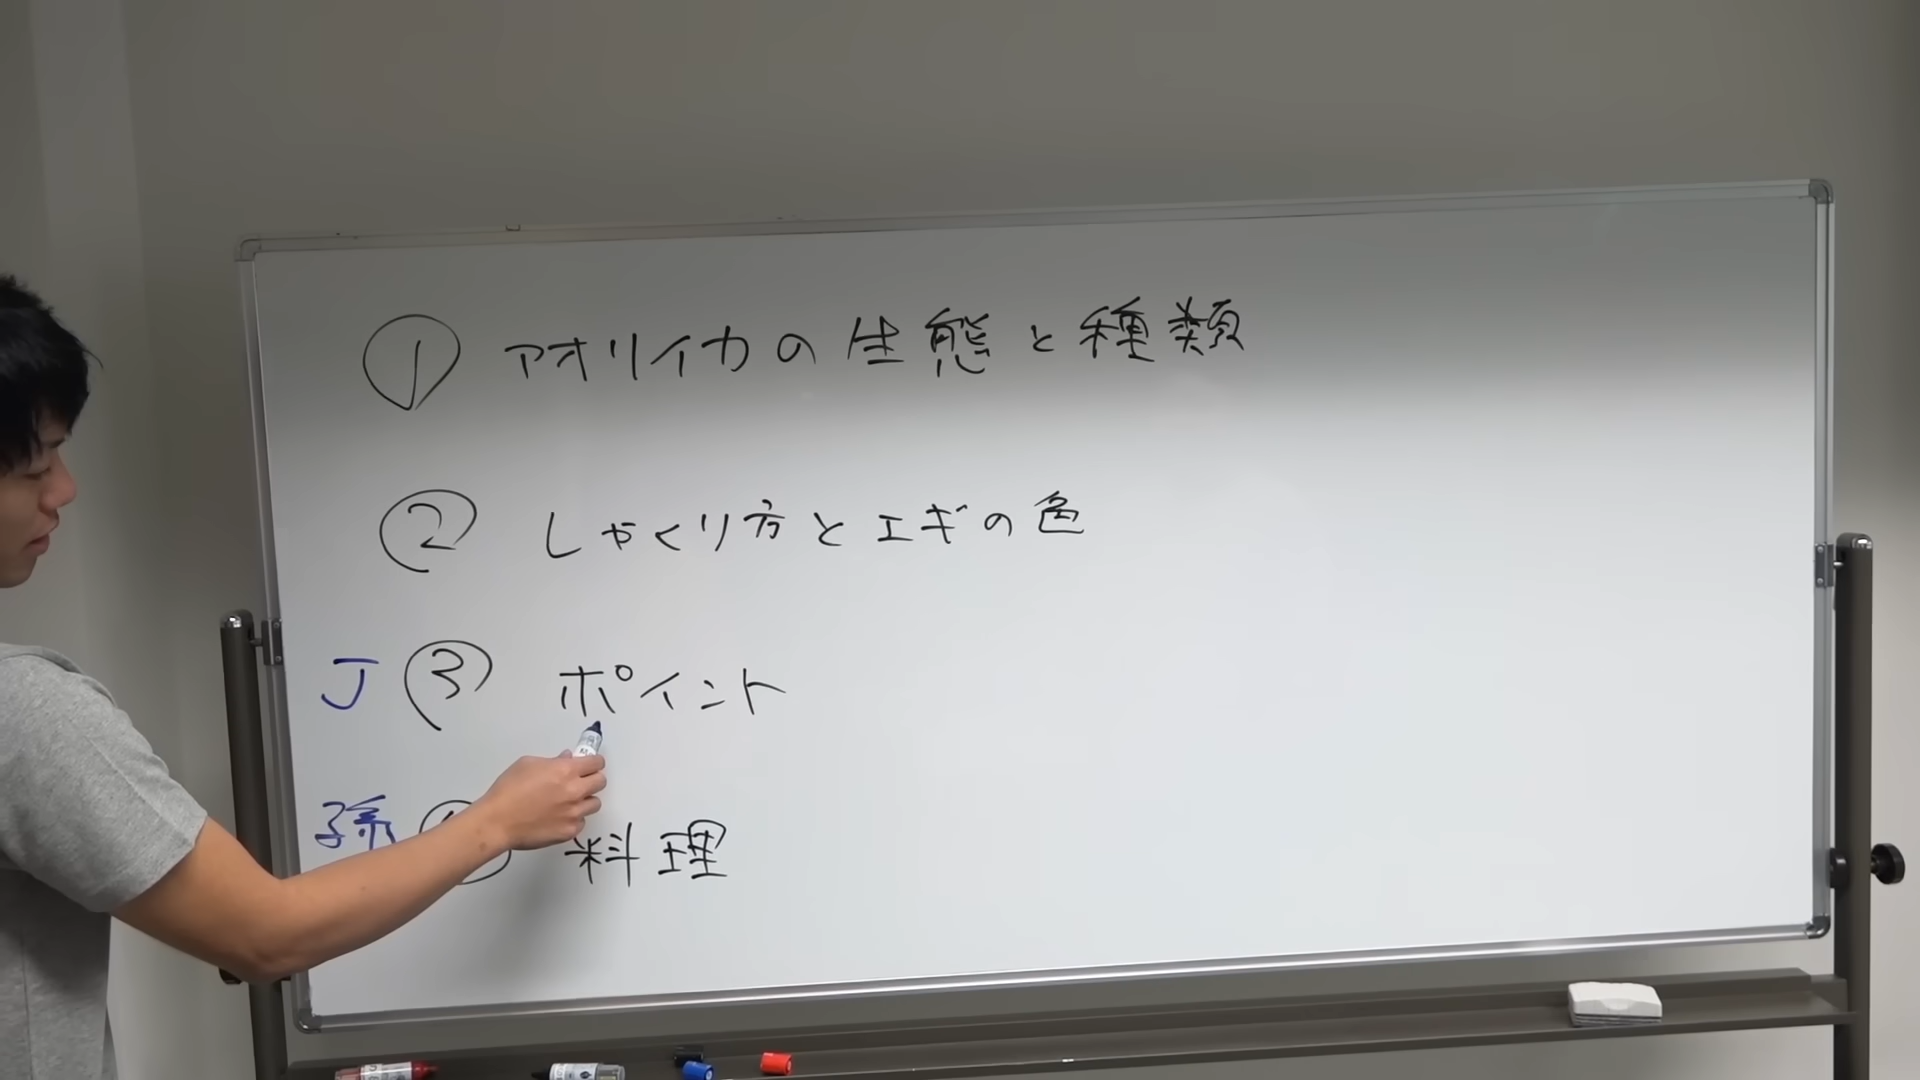 ① アオリイカの生態と種類
② しゃくり方とエギの色
J ③ ポイント
孫 料理